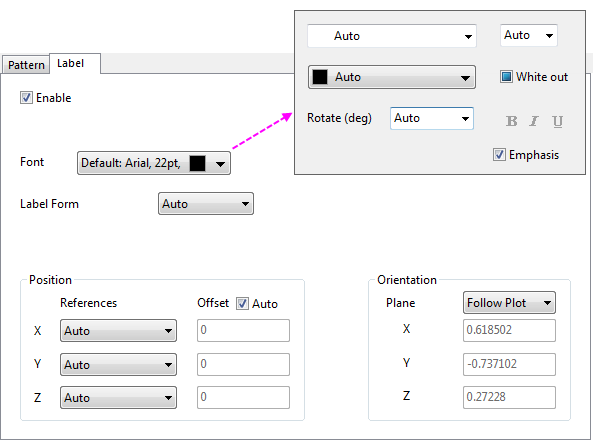 Pattern Label
Enable
Font Default: Arial, 22pt,
Label Form Auto
Auto Auto
Auto White out
Rotate (deg) Auto B I U
Emphasis
Position
References Offset Auto
X Auto 0
Y Auto 0
Z Auto 0
Orientation
Plane Follow Plot
X 0.618502
Y -0.737102
Z 0.27228